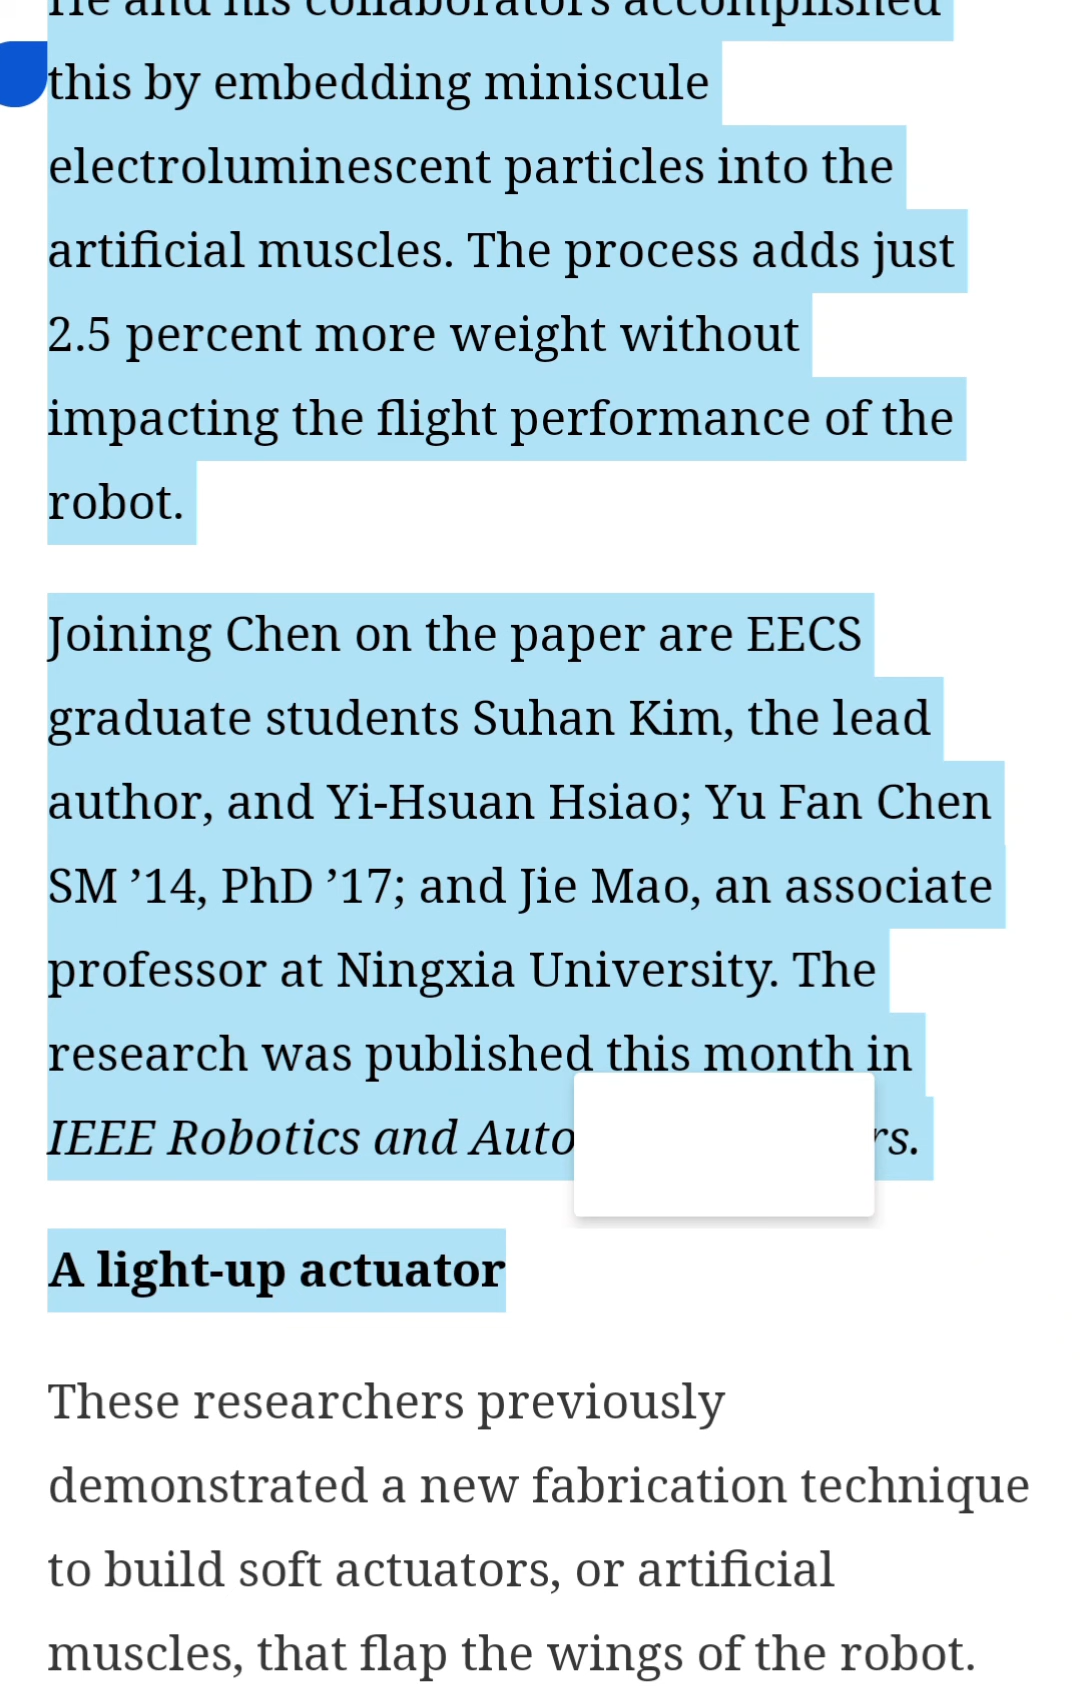 He and his collaborators accomplished
this by embedding miniscule
electroluminescent particles into the
artificial muscles. The process adds just
2.5 percent more weight without
impacting the flight performance of the
robot.
Joining Chen on the paper are EECS
graduate students Suhan Kim, the lead
author, and Yi-Hsuan Hsiao; Yu Fan Chen
SM ’14, PhD ’17; and Jie Mao, an associate
professor at Ningxia University. The
research was published this month in
IEEE Robotics and
A light-up actuator
These researchers previously
demonstrated a new fabrication technique
to build soft actuators, or artificial
muscles, that flap the wings of the robot.